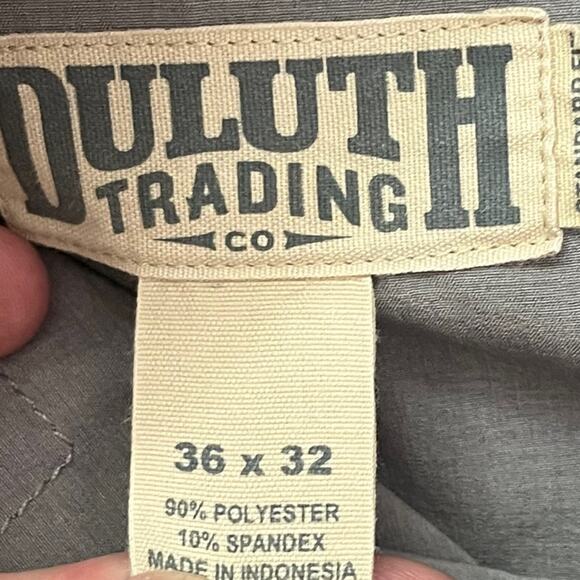 DULUTH
TRADING
CO
36 x 32
90% POLYESTER
10% SPANDEX
MADE IN INDONESIA